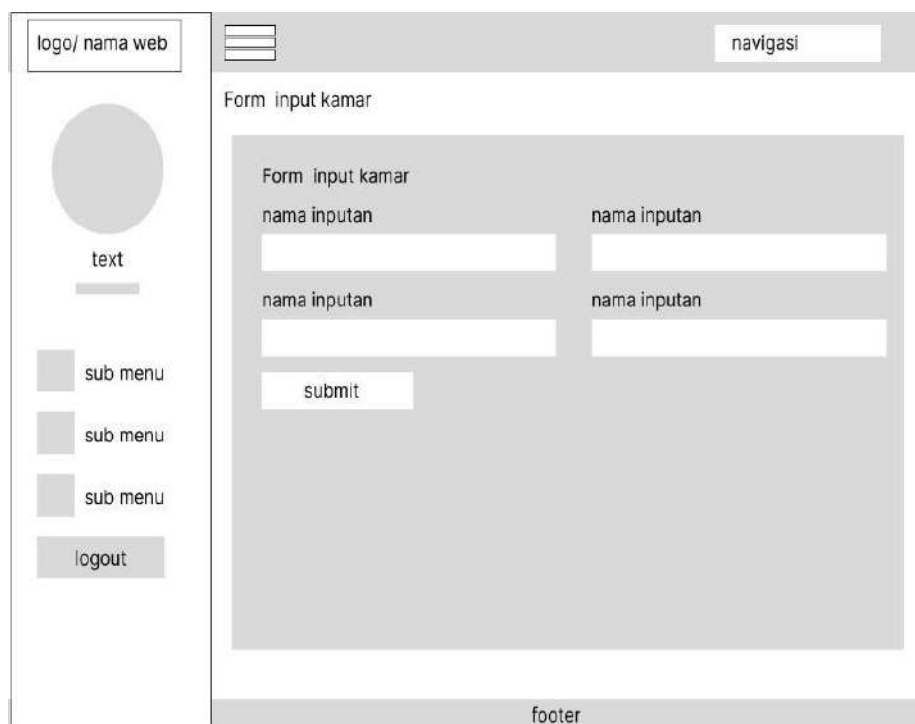 logo/ nama web
navigasi
Form input kamar
text
sub menu
sub menu
sub menu
logout
Form input kamar
nama inputan
nama inputan
nama inputan
nama inputan
submit
footer